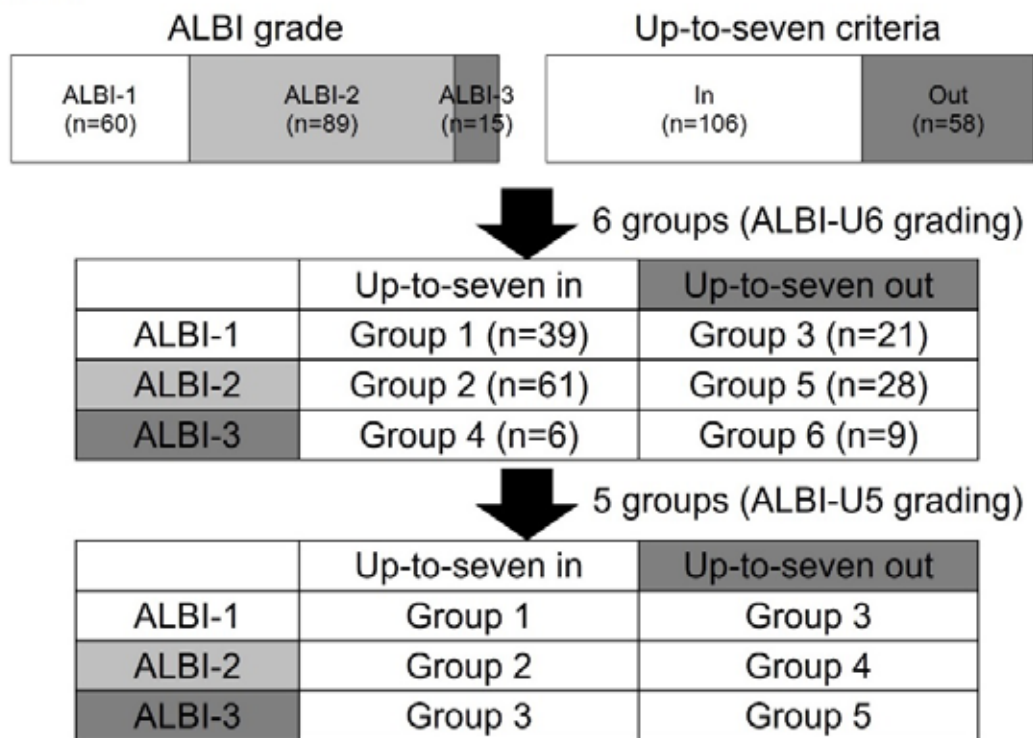 ALBI grade
Up-to-seven criteria
ALBI-1
(n=60)
ALBI-2
(n=89)
ALBI-3
(n=15)
In
(n=106)
Out
(n=58)
6 groups (ALBI-U6 grading)
Up-to-seven in Up-to-seven out
ALBI-1 Group 1 (n=39) Group 3 (n=21)
ALBI-2 Group 2 (n=61) Group 5 (n=28)
ALBI-3 Group 4 (n=6) Group 6 (n=9)
5 groups (ALBI-U5 grading)
Up-to-seven in Up-to-seven out
ALBI-1 Group 1 Group 3
ALBI-2 Group 2 Group 4
ALBI-3 Group 3 Group 5